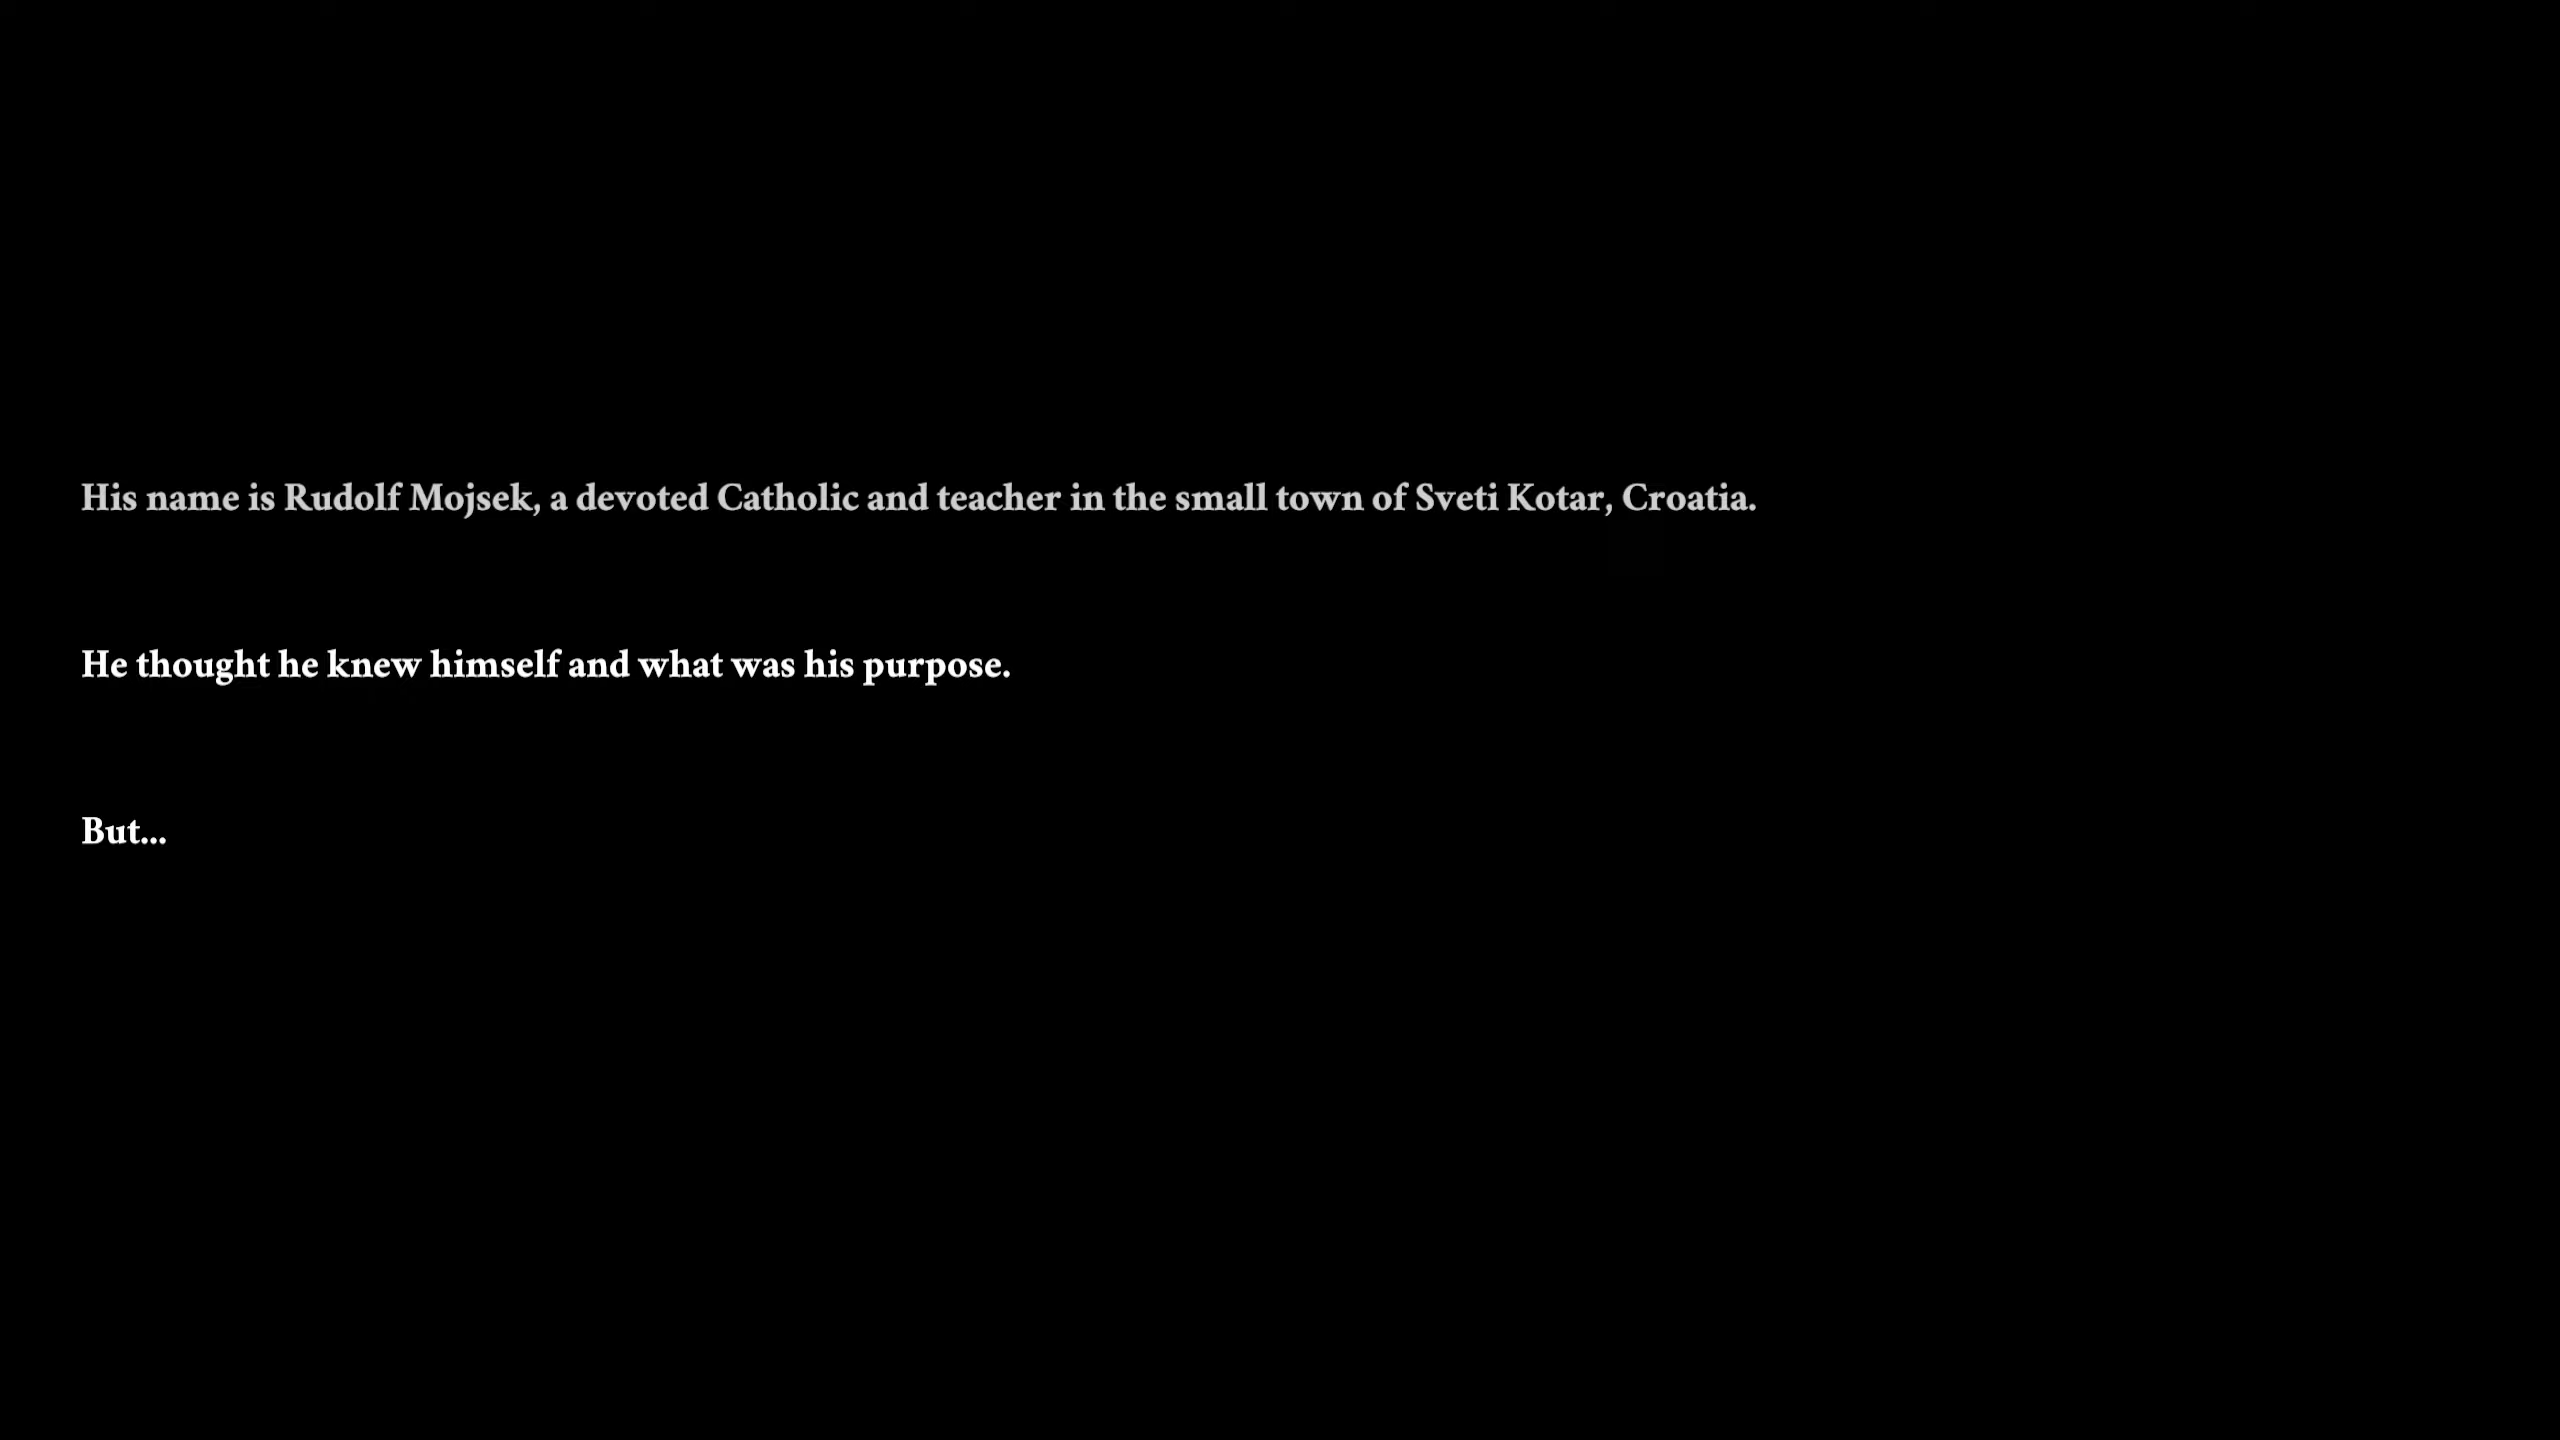 His name is Rudolf Mojsek, a devoted Catholic and teacher in the small town of Sveti Kotar, Croatia.
He thought he knew himself and what was his purpose.
But...